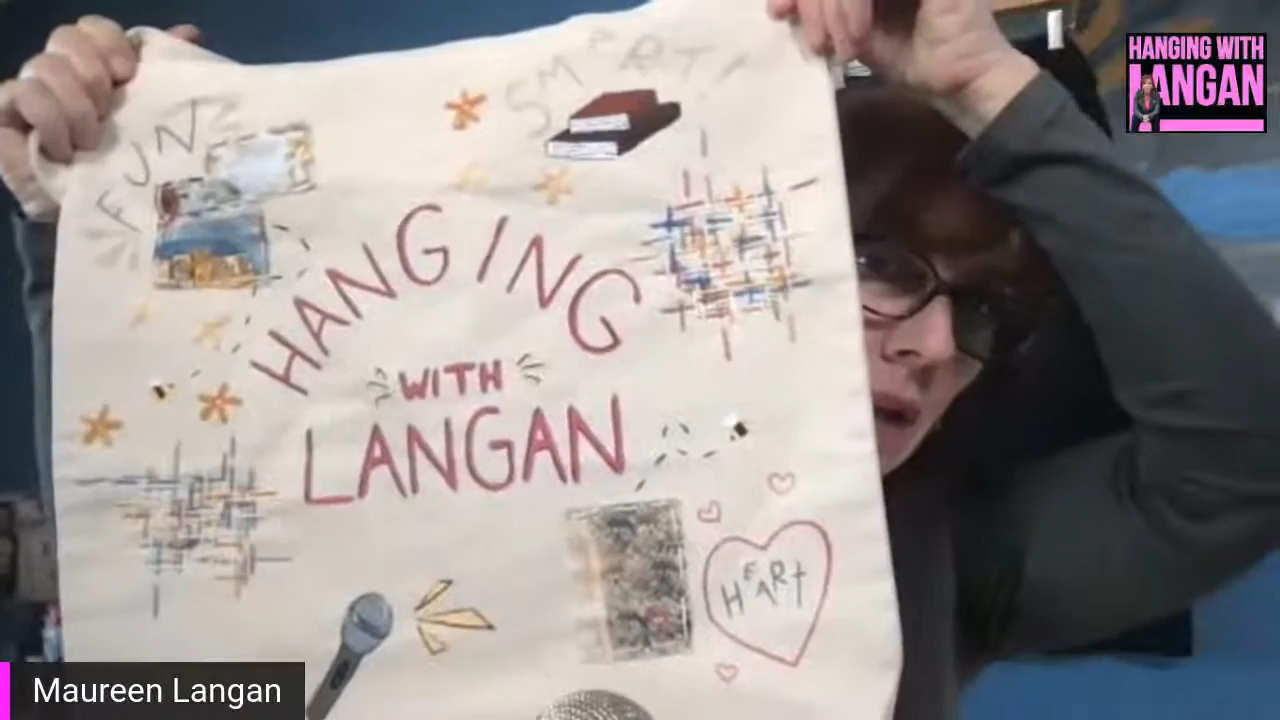 FUN
SMART!
HANGING
WITH
LANGAN
HEART
HANGING WITH
LANGAN
Maureen Langan